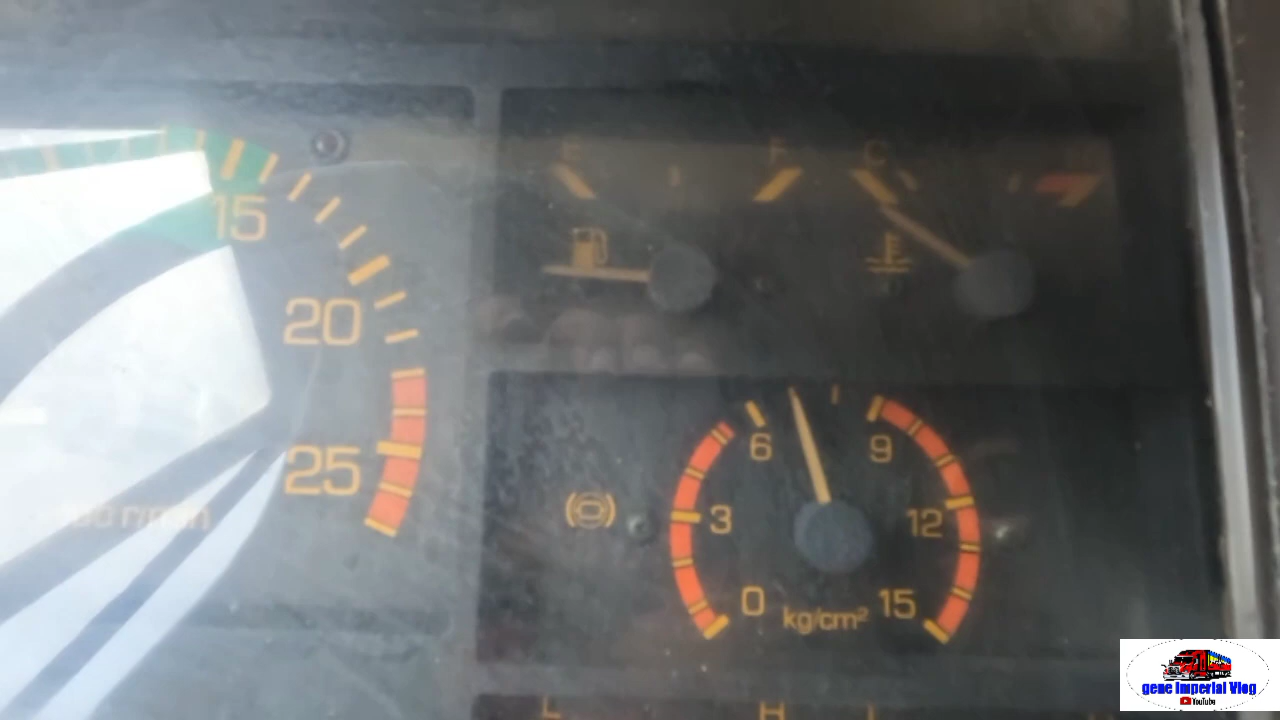 E F C
15
20
25
6 9
3 12
0 kg/cm² 15
L H L
gene Imperial Vlog
YouTube